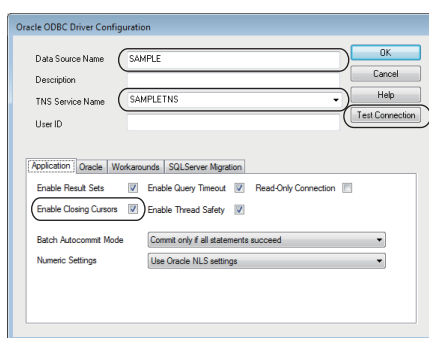 Oracle ODBC Driver Configuration
Data Source Name SAMPLE OK
Description Cancel
TNS Service Name SAMPLETNS Help
User ID Test Connection
Application Oracle Workarounds SQLServer Migration
Enable Result Sets Enable Query Timeout Read-Only Connection
Enable Closing Cursors Enable Thread Safety
Batch Autocommit Mode Commit only if all statements succeed
Numeric Settings Use Oracle NLS settings